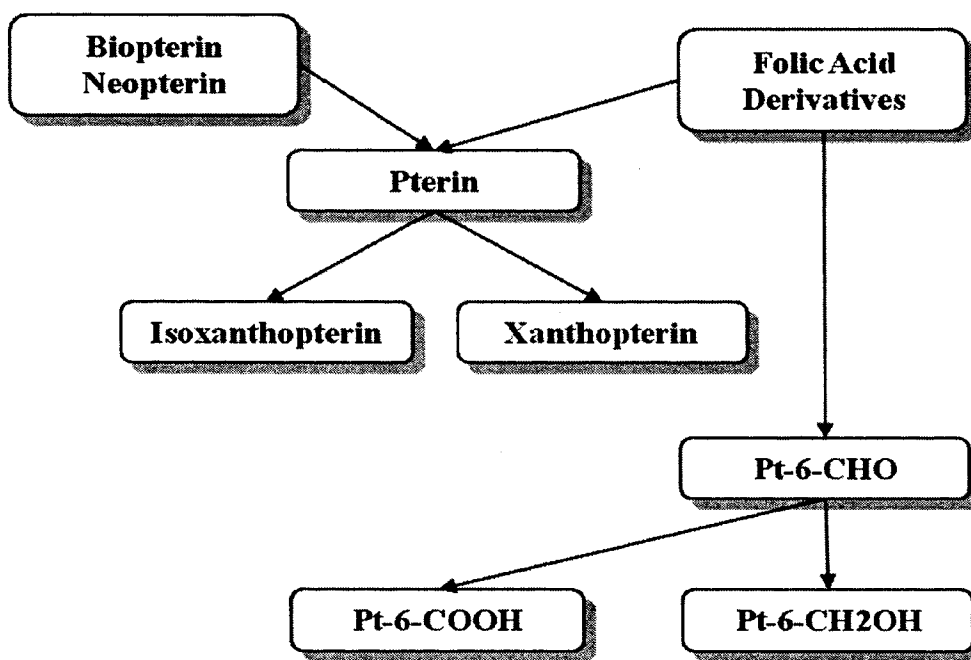 Biopterin
Neopterin
Folic Acid
Derivatives
Pterin
Isoxanthopterin
Xanthopterin
Pt-6-CHO
Pt-6-COOH
Pt-6-CH2OH